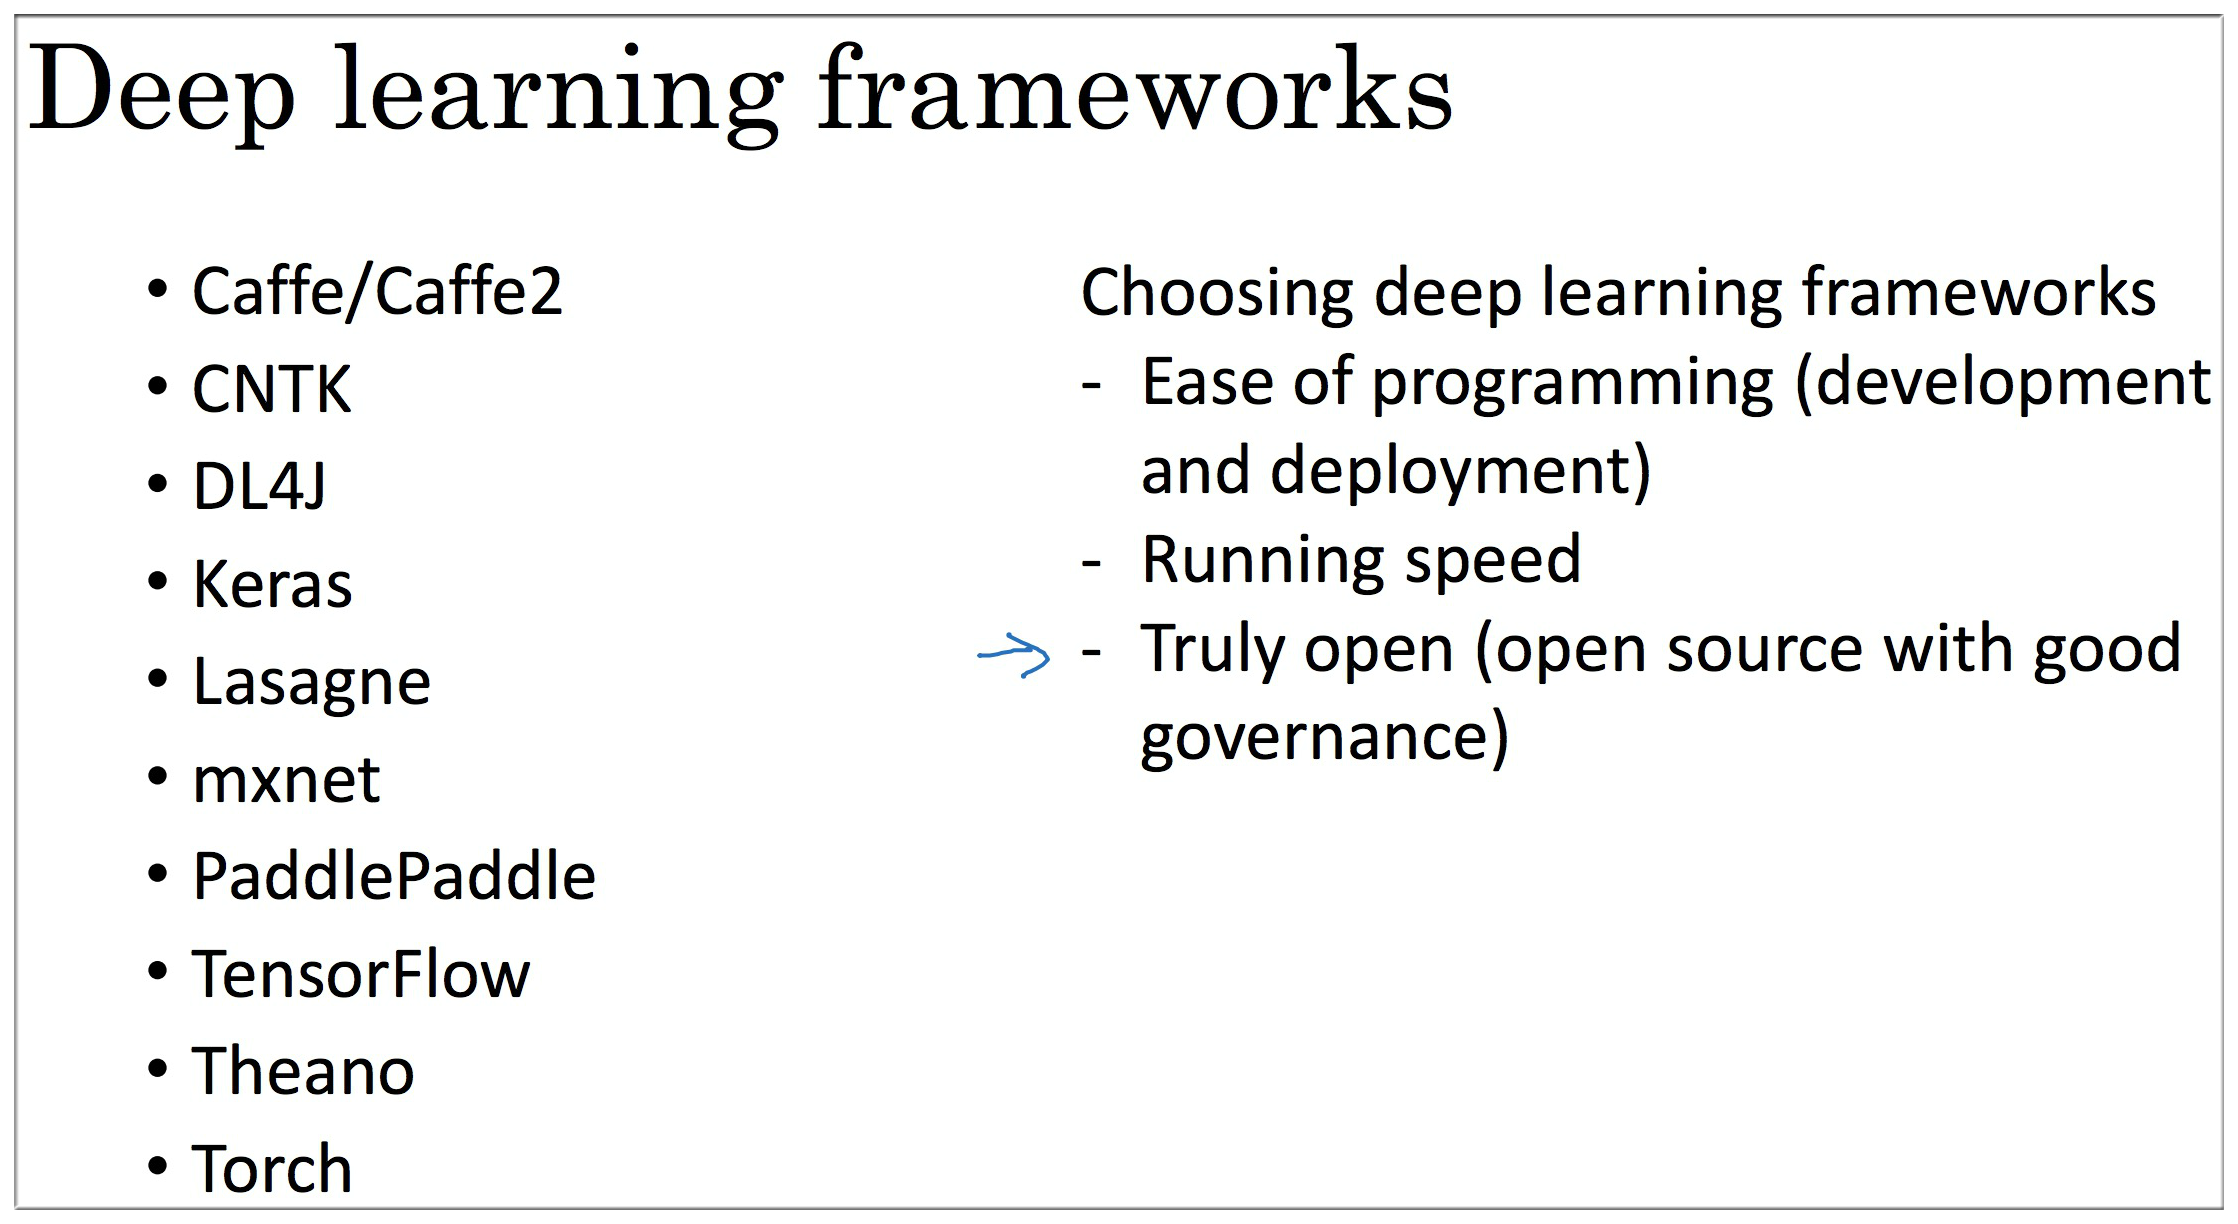 Deep learning frameworks
• Caffe/Caffe2
• CNTK
• DL4J
• Keras
• Lasagne
• mxnet
• PaddlePaddle
• TensorFlow
• Theano
• Torch
Choosing deep learning frameworks
- Ease of programming (development
and deployment)
- Running speed
- Truly open (open source with good
governance)